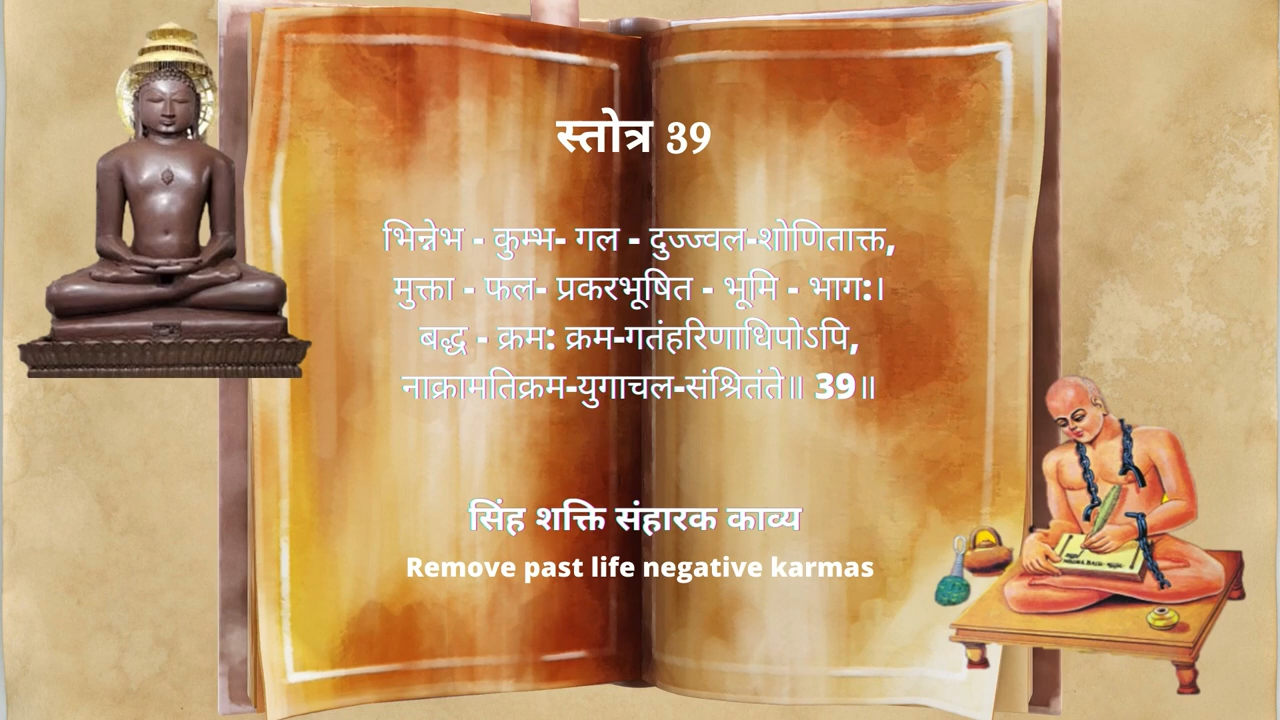 स्तोत्र 39
भिन्नेभ - कुम्भ- गल - दुज्ज्वल-शोणिताक्त,
मुक्ता - फल- प्रकरभूषित - भूमि - भाग:।
बद्ध - क्रम: क्रम-गतंहरिणाधिपोऽपि,
नाक्रामतिक्रम-युगाचल-संश्रितंते॥ 39॥
सिंह शक्ति संहारक काव्य
Remove past life negative karmas